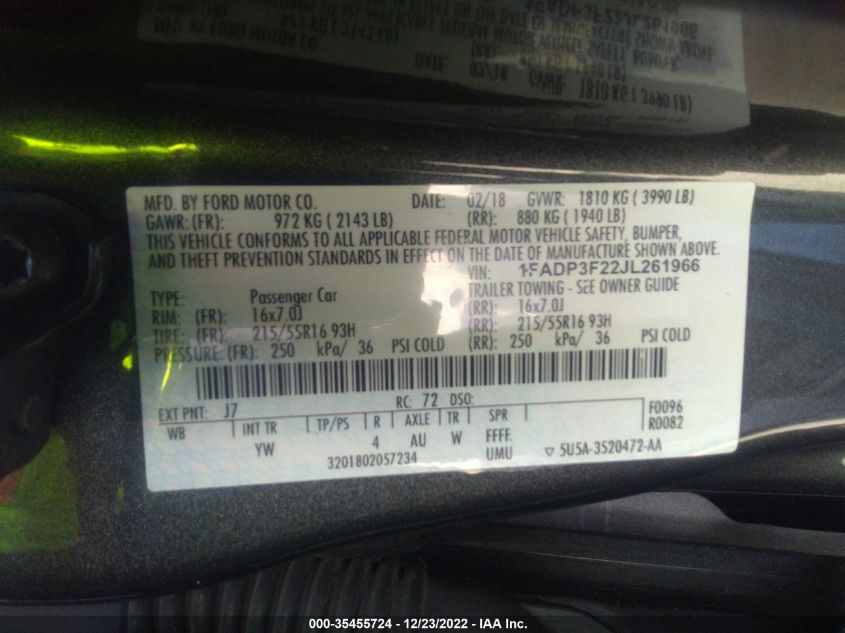 MFD. BY FORD MOTOR CO. DATE: 02/18 GVWR: 1810 KG ( 3990 LB)
GAWR: (FR): 972 KG ( 2143 LB) (RR): 880 KG ( 1940 LB)
THIS VEHICLE CONFORMS TO ALL APPLICABLE FEDERAL MOTOR VEHICLE SAFETY, BUMPER,
AND THEFT PREVENTION STANDARDS IN EFFECT ON THE DATE OF MANUFACTURE SHOWN ABOVE.
VIN: 1FADP3F22JL261966
TYPE: Passenger Car TRAILER TOWING - SEE OWNER GUIDE
RIM: (FR): 16x7.0J (RR): 16x7.0J
TIRE: (FR): 215/55R16 93H (RR): 215/55R16 93H
PRESSURE: (FR): 250 kPa/ 36 PSI COLD (RR): 250 kPa/ 36 PSI COLD
EXT PNT: J7 RC: 72 DSO: F0096
WB INT TR TP/PS R AXLE TR SPR R0082
YW 4 AU W FFFF.
3201802057234 UMU ▽ 5U5A-3520472-AA
000-35455724 - 12/23/2022 - IAA Inc.